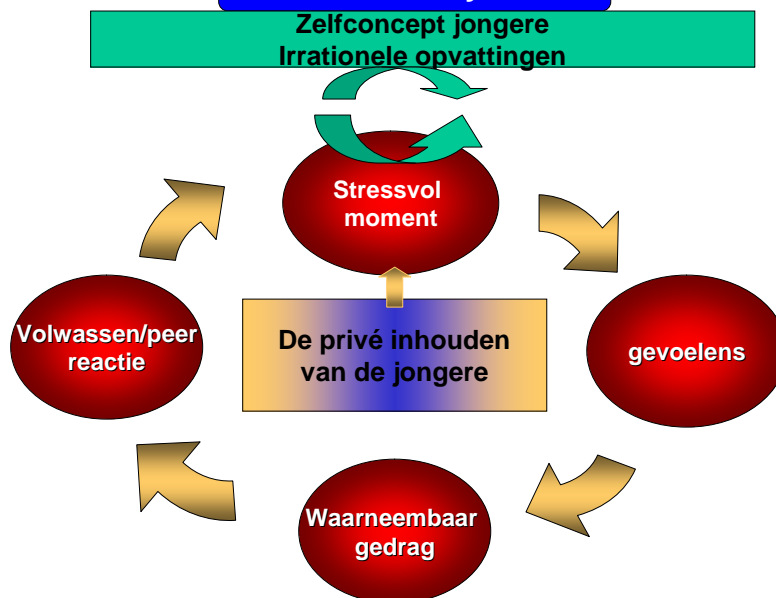 Zelfconcept jongere
Irrationele opvattingen
Stressvol
moment
Volwassen/peer
reactie
De privé inhouden
van de jongere
gevoelens
Waarneembaar
gedrag